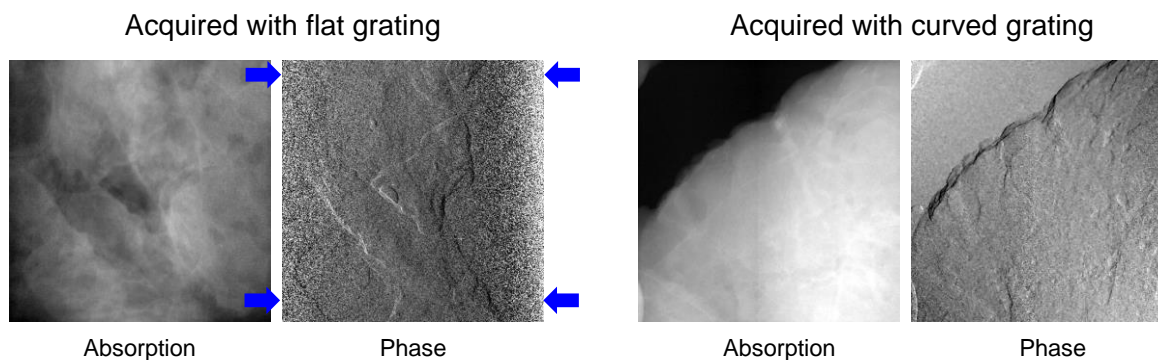 Acquired with flat grating
Acquired with curved grating
Absorption
Phase
Absorption
Phase